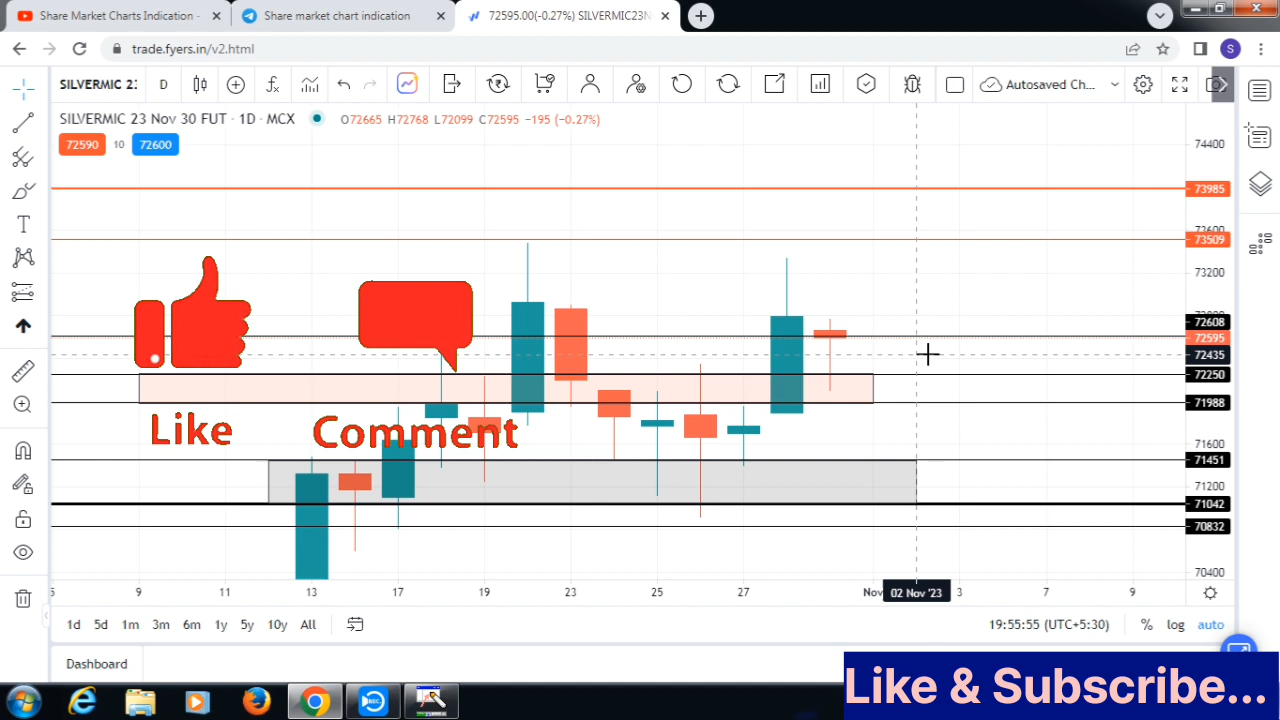 Share Market Charts Indication -
Share market chart indication
72595.00(-0.27%) SILVERMIC23N
trade.fyers.in/v2.html
S
SILVERMIC 23
D
Autosaved Ch...
SILVERMIC 23 Nov 30 FUT · 1D · MCX
O72665 H72768 L72099 C72595 −195 (−0.27%)
72590
10
72600
74400
73985
73600
73509
73200
72608
72595
72435
72250
71988
71600
71451
71200
71042
70832
70400
Like
Comment
9
11
13
17
19
23
25
27
Nov
02 Nov '23
3
7
9
1d
5d
1m
3m
6m
1y
5y
10y
All
19:55:55 (UTC+5:30)
%
log
auto
Dashboard
REC
Like & Subscribe...